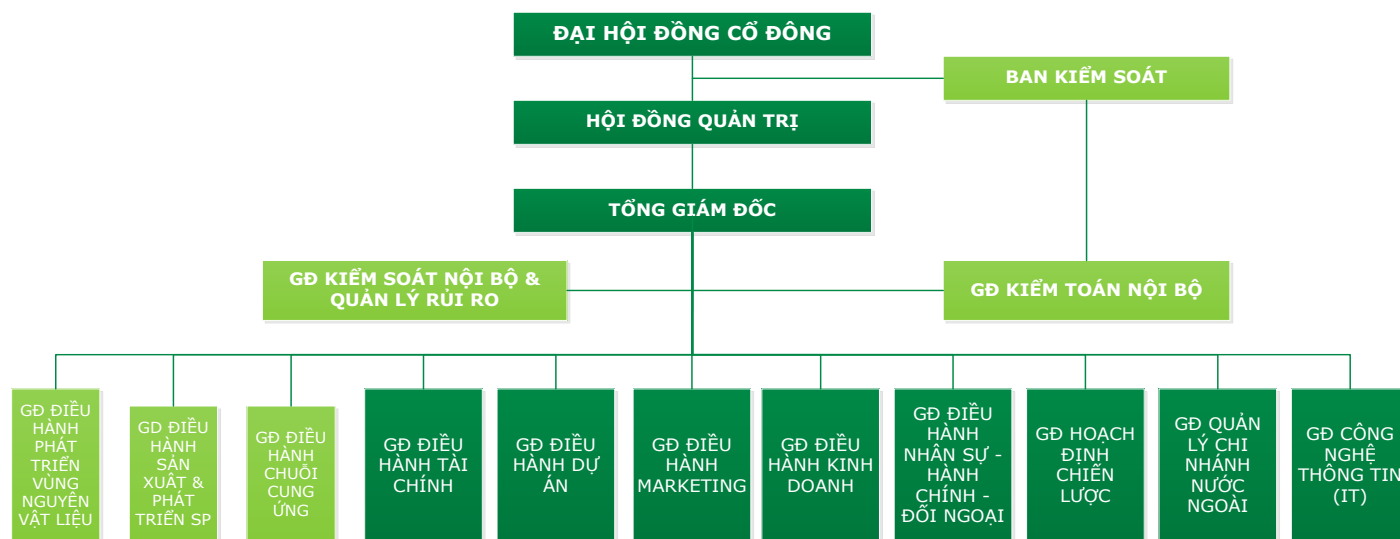 ĐẠI HỘI ĐỒNG CỔ ĐÔNG
BAN KIỂM SOÁT
HỘI ĐỒNG QUẢN TRỊ
TỔNG GIÁM ĐỐC
GĐ KIỂM SOÁT NỘI BỘ &
QUẢN LÝ RỦI RO
GĐ KIỂM TOÁN NỘI BỘ
GĐ ĐIỀU
HÀNH
PHÁT
TRIỂN
VÙNG
NGUYÊN
VẬT LIỆU
GD ĐIỀU
HÀNH
SẢN
XUẤT &
PHÁT
TRIỂN SP
GĐ ĐIỀU
HÀNH
CHUỖI
CUNG
ỨNG
GĐ ĐIỀU
HÀNH TÀI
CHÍNH
GĐ ĐIỀU
HÀNH DỰ
ÁN
GĐ ĐIỀU
HÀNH
MARKETING
GĐ ĐIỀU
HÀNH KINH
DOANH
GĐ ĐIỀU
HÀNH
NHÂN SỰ -
HÀNH
CHÍNH -
ĐỐI NGOẠI
GĐ HOẠCH
ĐỊNH
CHIẾN
LƯỢC
GĐ QUẢN
LÝ CHI
NHÁNH
NƯỚC
NGOÀI
GĐ CÔNG
NGHỆ
THÔNG TIN
(IT)